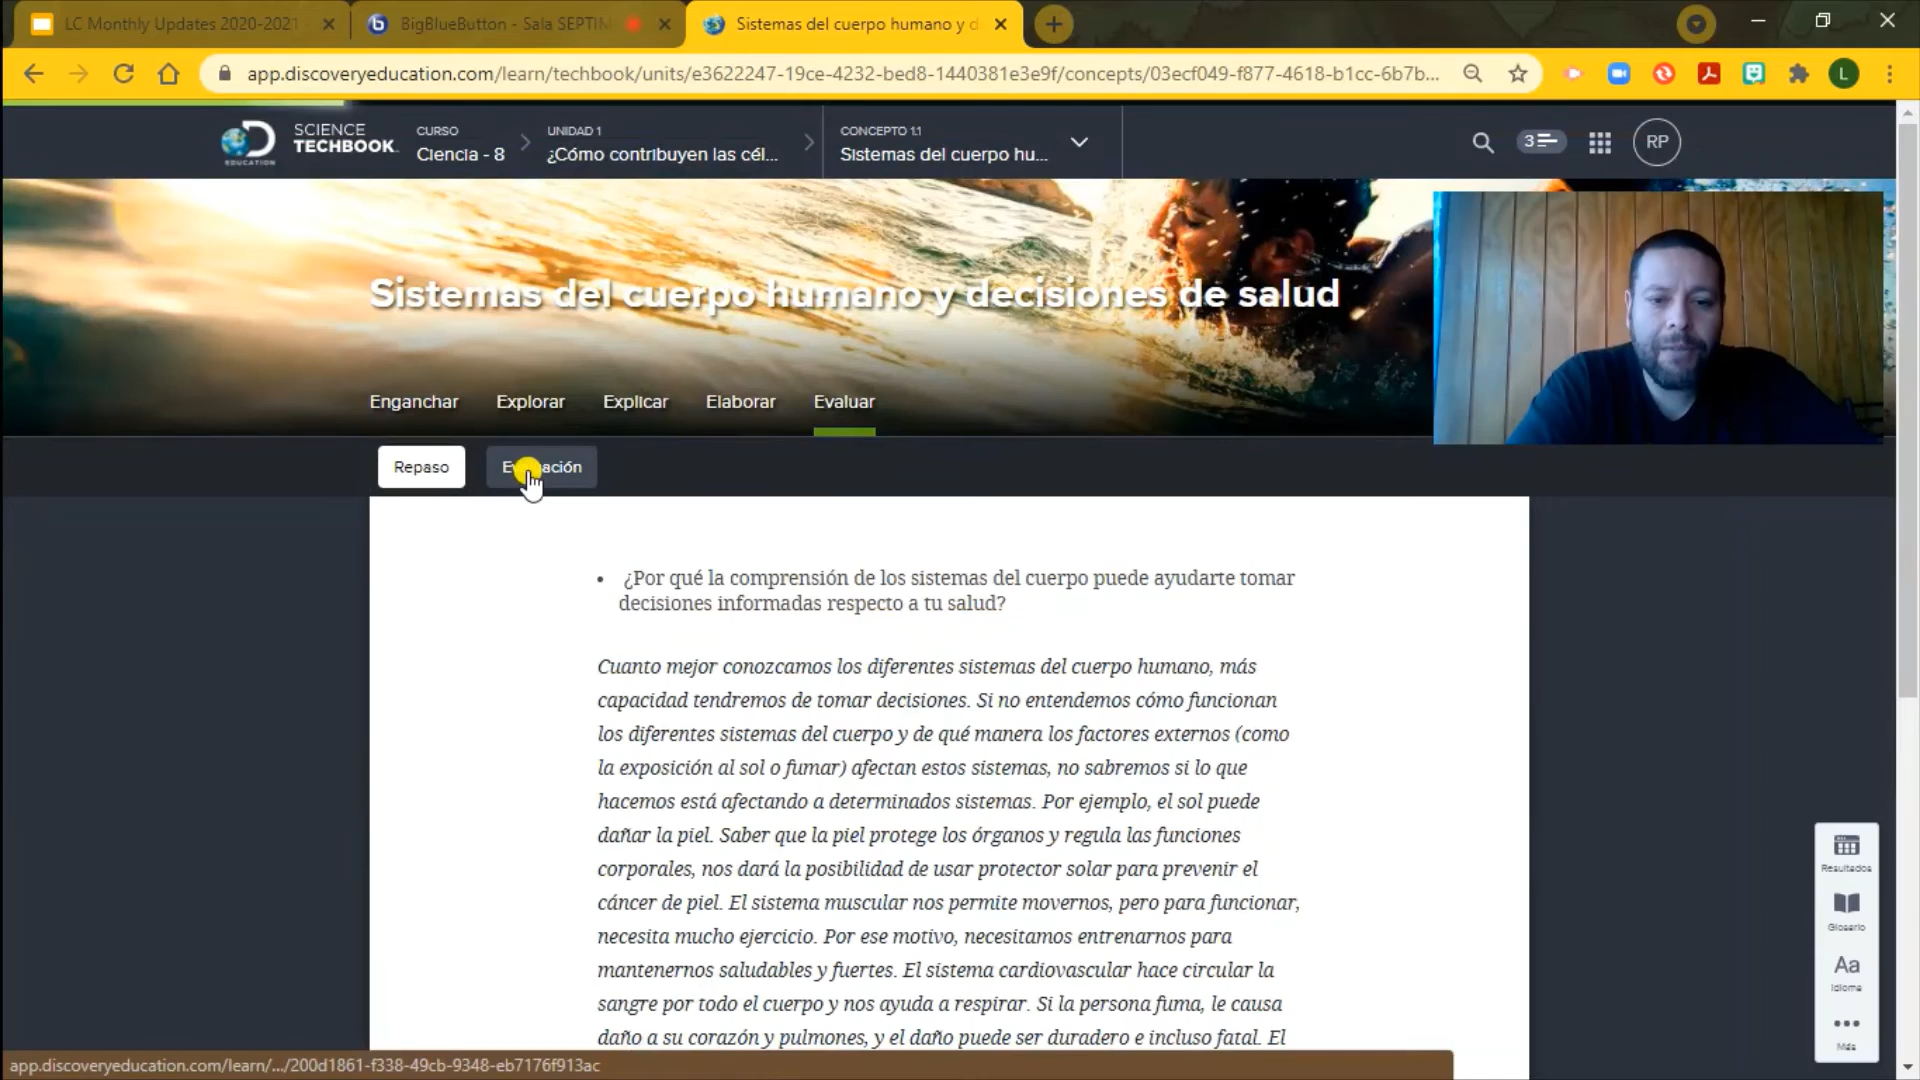 LC Monthly Updates 2020-2021
BigBlueButton - Sala SEPTIM
Sistemas del cuerpo humano y d
app.discoveryeducation.com/learn/techbook/units/e3622247-19ce-4232-bed8-1440381e3e9f/concepts/03ecf049-f877-4618-b1cc-6b7b...
L
EDUCATION
SCIENCE
TECHBOOK
CURSO
Ciencia - 8
UNIDAD 1
¿Cómo contribuyen las cél...
CONCEPTO 1.1
Sistemas del cuerpo hu...
3
RP
Sistemas del cuerpo humano y decisiones de salud
Enganchar
Explorar
Explicar
Elaborar
Evaluar
Repaso
• ¿Por qué la comprensión de los sistemas del cuerpo puede ayudarte tomar
decisiones informadas respecto a tu salud?
Cuanto mejor conozcamos los diferentes sistemas del cuerpo humano, más
capacidad tendremos de tomar decisiones. Si no entendemos cómo funcionan
los diferentes sistemas del cuerpo y de qué manera los factores externos (como
la exposición al sol o fumar) afectan estos sistemas, no sabremos si lo que
hacemos está afectando a determinados sistemas. Por ejemplo, el sol puede
dañar la piel. Saber que la piel protege los órganos y regula las funciones
corporales, nos dará la posibilidad de usar protector solar para prevenir el
cáncer de piel. El sistema muscular nos permite movernos, pero para funcionar,
necesita mucho ejercicio. Por ese motivo, necesitamos entrenarnos para
mantenernos saludables y fuertes. El sistema cardiovascular hace circular la
sangre por todo el cuerpo y nos ayuda a respirar. Si la persona fuma, le causa
daño a su corazón y pulmones, y el daño puede ser duradero e incluso fatal. El
Resultados
Glosario
Aa
Idioma
Más
app.discoveryeducation.com/learn/.../200d1861-f338-49cb-9348-eb7176f913ac